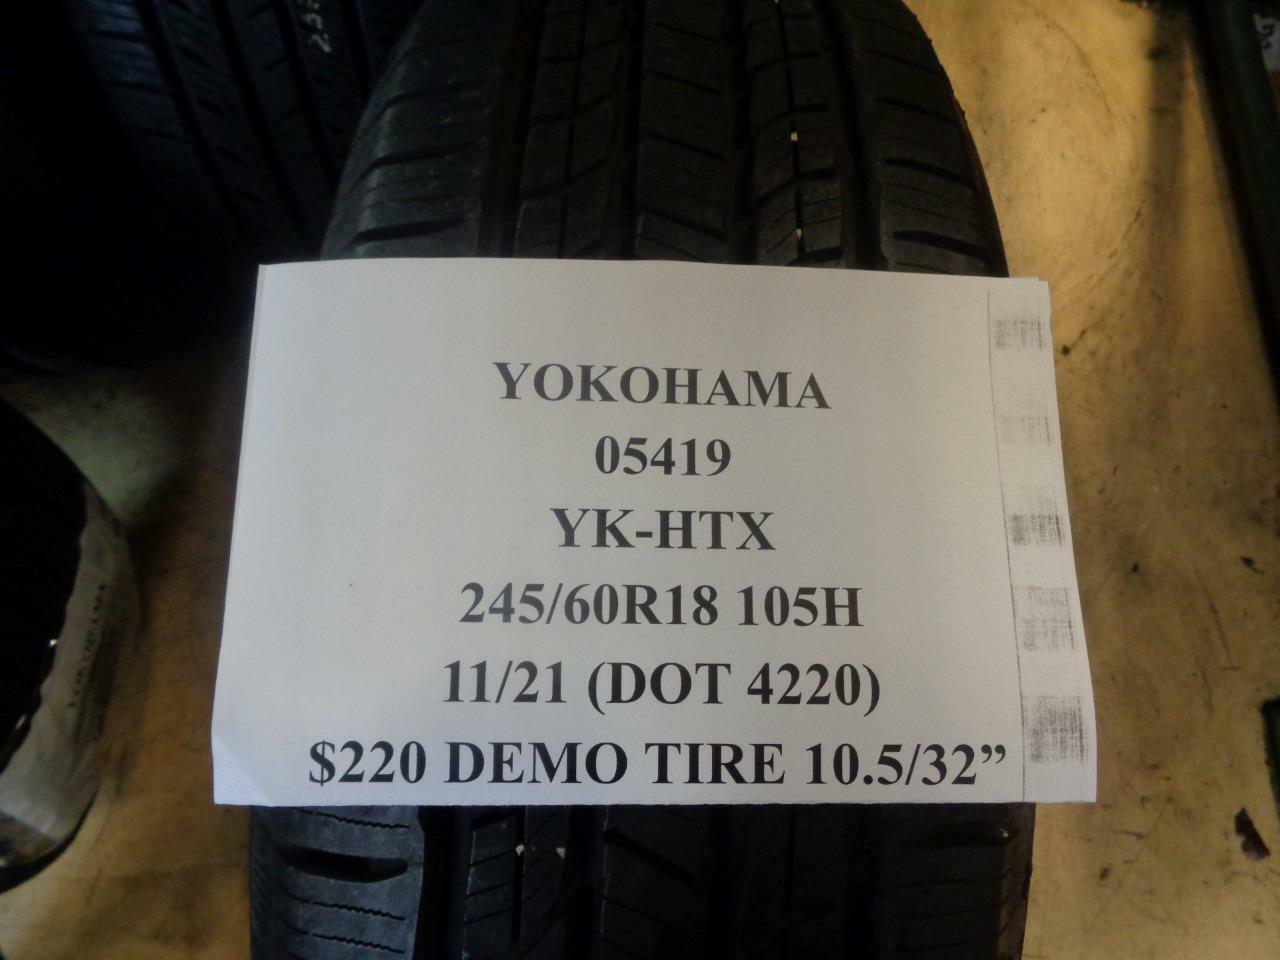 YOKOHAMA
05419
YK-HTX
245/60R18 105H
11/21 (DOT 4220)
$220 DEMO TIRE 10.5/32”